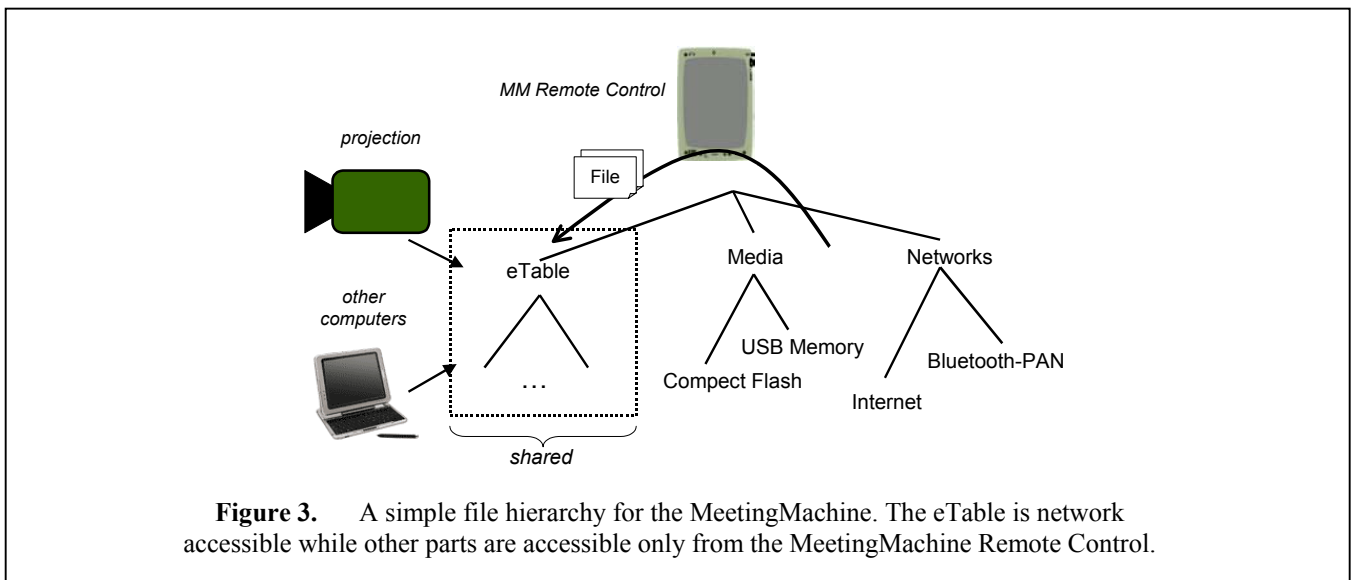 MM Remote Control
projection
File
eTable
Media
Networks
other
computers
USB Memory
Bluetooth-PAN
...
Compect Flash
Internet
shared
Figure 3. A simple file hierarchy for the MeetingMachine. The eTable is network
accessible while other parts are accessible only from the MeetingMachine Remote Control.